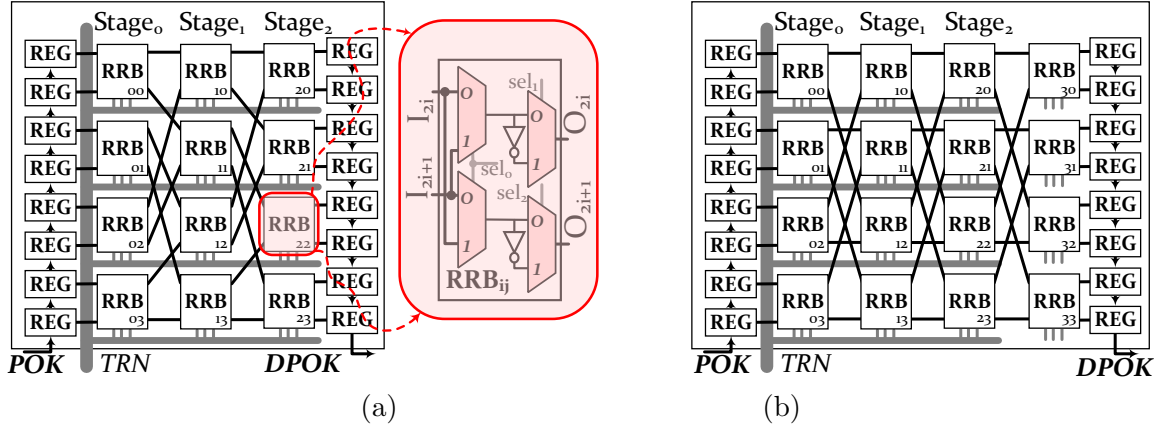 Stage₀ Stage₁ Stage₂
REG RRB 00 RRB 10 RRB 20 REG
REG REG
REG RRB 01 RRB 11 RRB 21 REG
REG REG
REG RRB 02 RRB 12 RRB 22 REG
REG REG
REG RRB 03 RRB 13 RRB 23 REG
REG REG
POK TRN DPOK
I₂ᵢ
I₂ᵢ₊₁
0
1
0
1
sel₁
sel₀
sel₂
0
1
0
1
O₂ᵢ
O₂ᵢ₊₁
RRBᵢⱼ
(a)
Stage₀ Stage₁ Stage₂
REG RRB 00 RRB 10 RRB 20 RRB 30 REG
REG REG
REG RRB 01 RRB 11 RRB 21 RRB 31 REG
REG REG
REG RRB 02 RRB 12 RRB 22 RRB 32 REG
REG REG
REG RRB 03 RRB 13 RRB 23 RRB 33 REG
REG REG
POK TRN DPOK
(b)